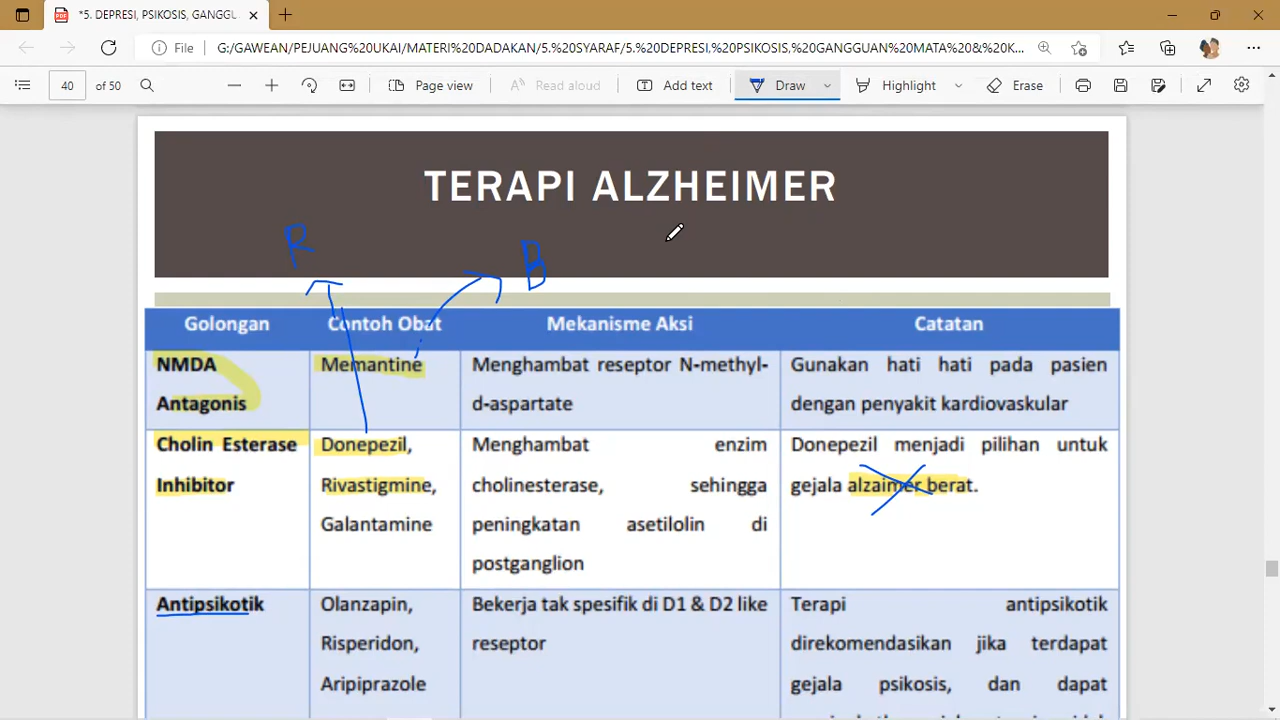 *5. DEPRESI, PSIKOSIS, GANGGU
File G:/GAWEAN/PEJUANG%20UKAI/MATERI%20DADAKAN/5.%20SYARAF/5.%20DEPRESI,%20PSIKOSIS,%20GANGGUAN%20MATA%20&%20K...
40 of 50 Page view Read aloud Add text Draw Highlight Erase
TERAPI ALZHEIMER
R
B
Golongan Contoh Obat Mekanisme Aksi Catatan
NMDA Memantine Menghambat reseptor N-methyl- Gunakan hati hati pada pasien
Antagonis d-aspartate dengan penyakit kardiovaskular
Cholin Esterase Donepezil, Menghambat enzim Donepezil menjadi pilihan untuk
Inhibitor Rivastigmine, cholinesterase, sehingga gejala alzaimer berat.
Galantamine peningkatan asetilolin di
postganglion
Antipsikotik Olanzapin, Bekerja tak spesifik di D1 & D2 like Terapi antipsikotik
Risperidon, reseptor direkomendasikan jika terdapat
Aripiprazole gejala psikosis, dan dapat